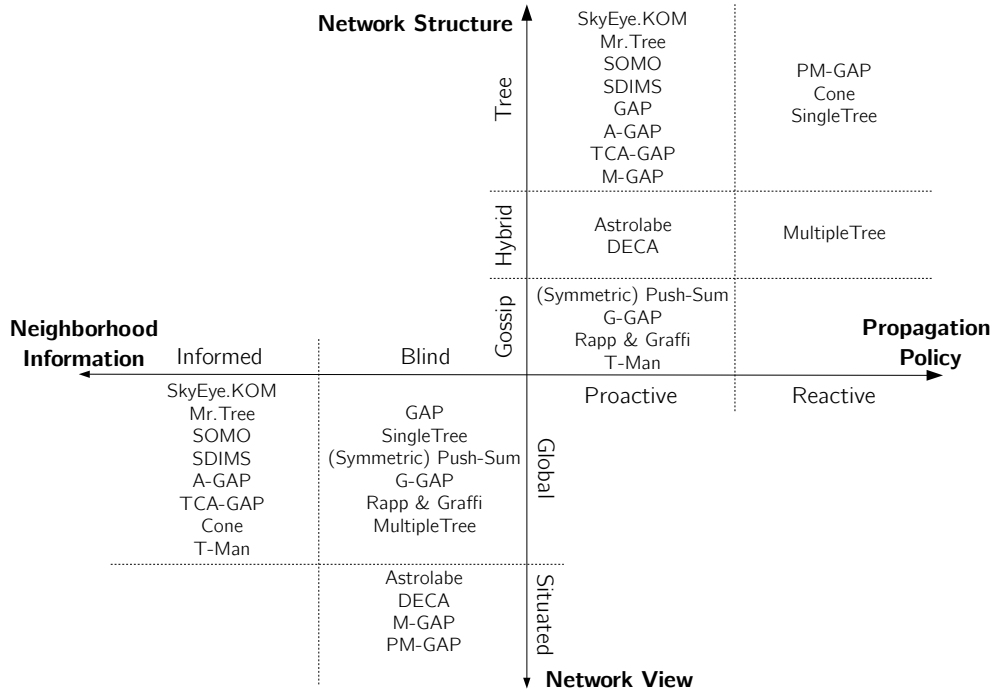 Network Structure
Tree
SkyEye.KOM
Mr.Tree
SOMO
SDIMS
GAP
A-GAP
TCA-GAP
M-GAP
PM-GAP
Cone
SingleTree
Hybrid
Astrolabe
DECA
MultipleTree
Gossip
(Symmetric) Push-Sum
G-GAP
Rapp & Graffi
T-Man
Neighborhood
Information
Informed
Blind
Propagation
Policy
Proactive
Reactive
SkyEye.KOM
Mr.Tree
SOMO
SDIMS
A-GAP
TCA-GAP
Cone
T-Man
GAP
SingleTree
(Symmetric) Push-Sum
G-GAP
Rapp & Graffi
MultipleTree
Global
Astrolabe
DECA
M-GAP
PM-GAP
Situated
Network View